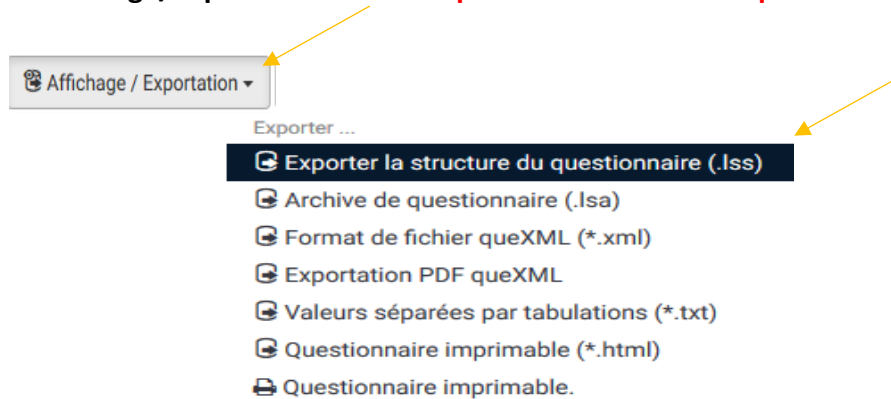 Affichage / Exportation
Exporter ...
Exporter la structure du questionnaire (.lss)
Archive de questionnaire (.lsa)
Format de fichier queXML (*.xml)
Exportation PDF queXML
Valeurs séparées par tabulations (*.txt)
Questionnaire imprimable (*.html)
Questionnaire imprimable.